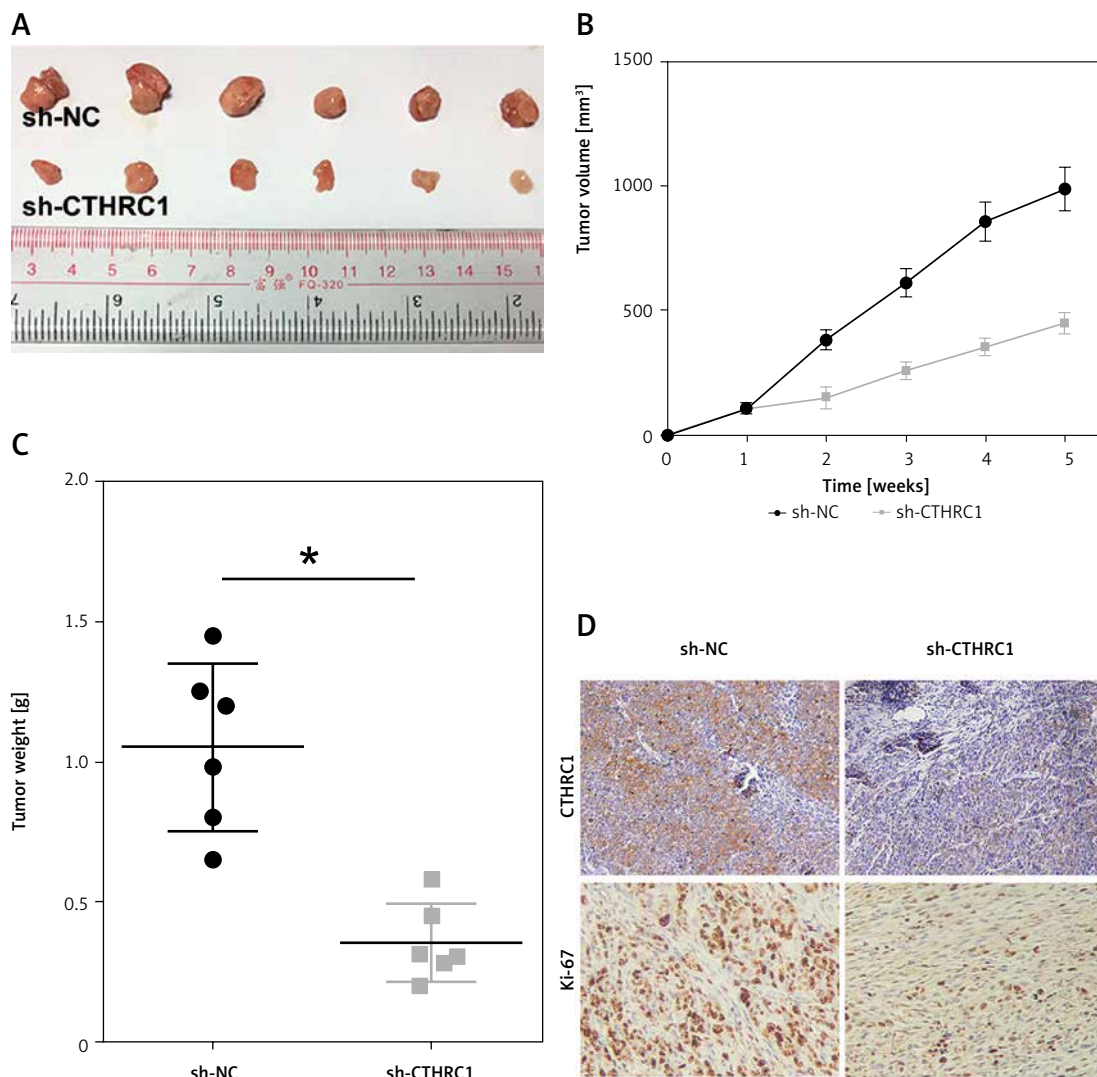 A
sh-NC
sh-CTHRC1
3 4 5 6 7 8 9 10 11 12 13 14 15 1
富强® FQ-320
7 6 5 4 3 2
B
Tumor volume [mm³]
1500
1000
500
0
0 1 2 3 4 5
Time [weeks]
sh-NC sh-CTHRC1
C
Tumor weight [g]
2.0
1.5
1.0
0.5
0
sh-NC sh-CTHRC1
*
D
sh-NC sh-CTHRC1
CTHRC1
Ki-67